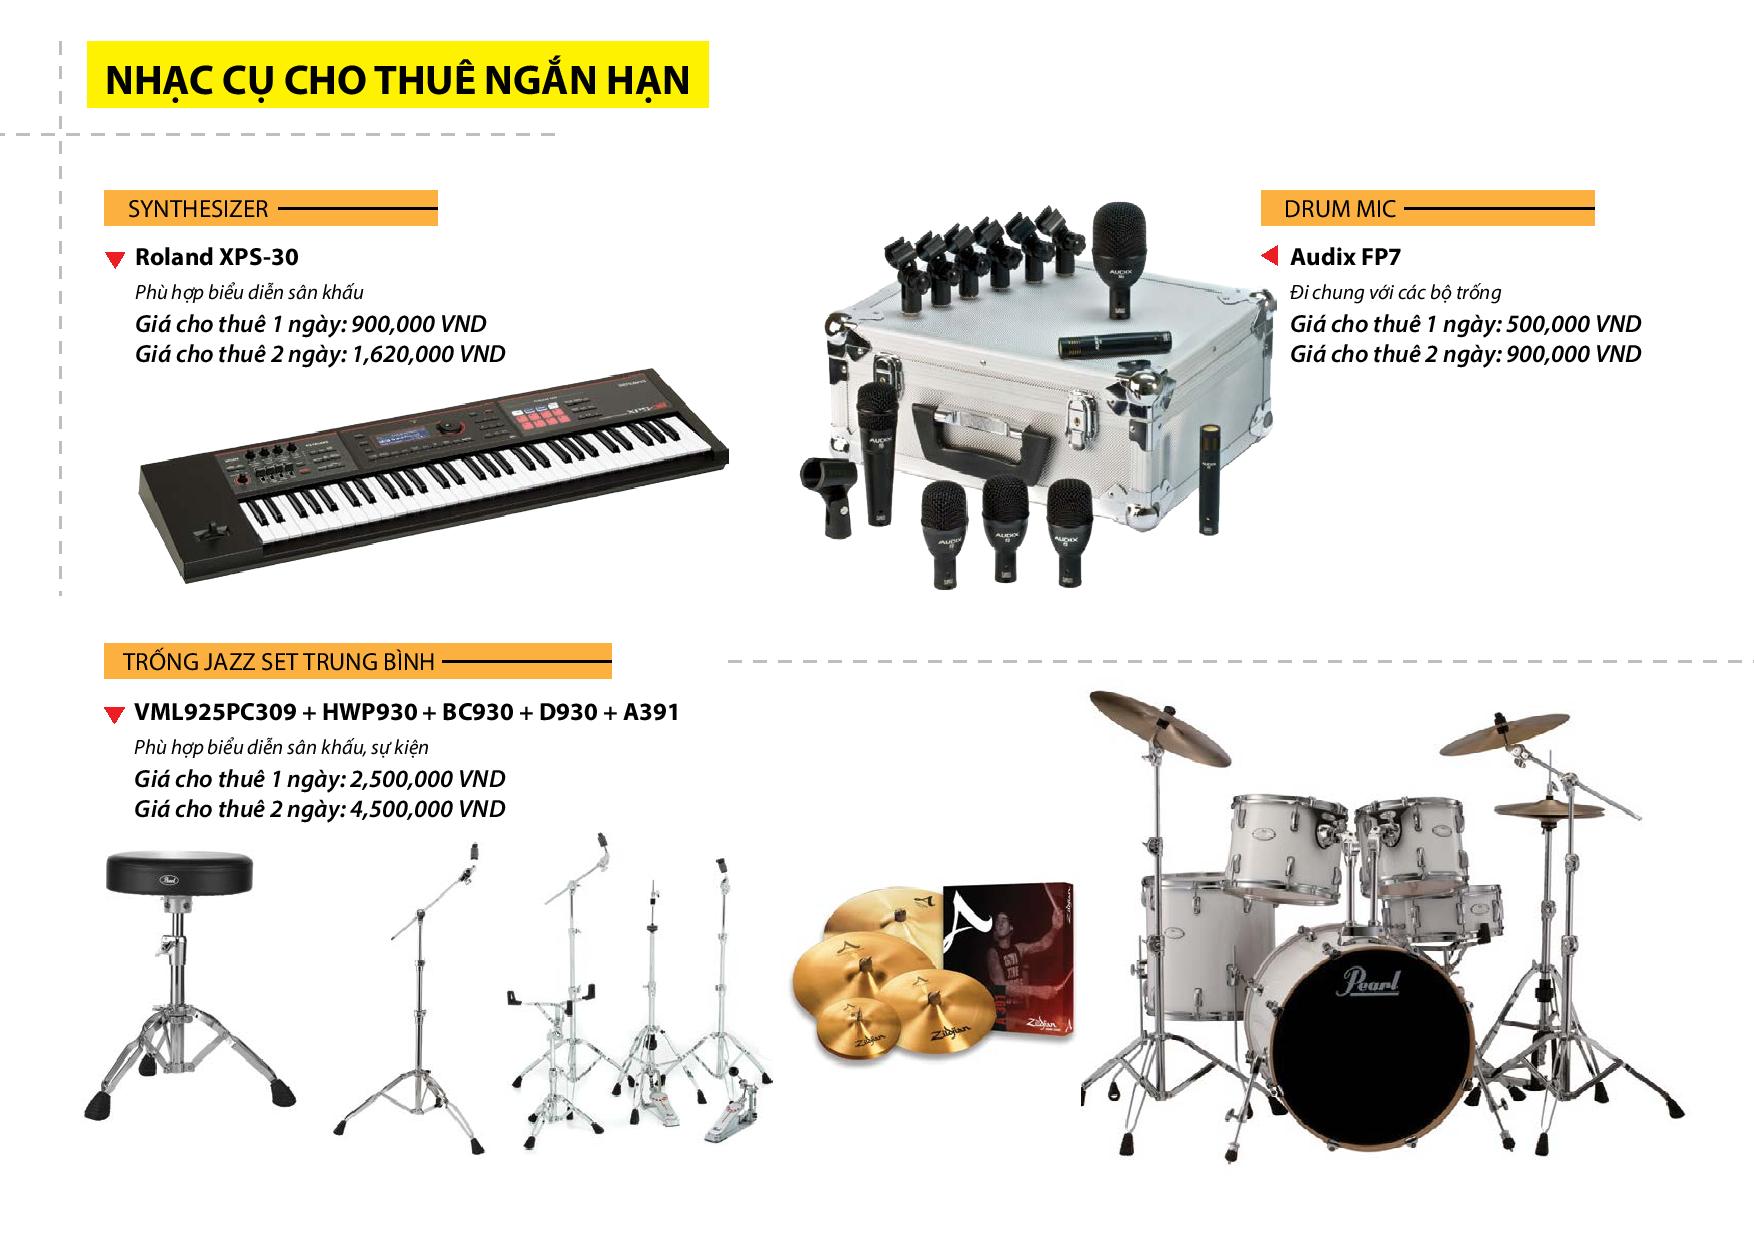 NHẠC CỤ CHO THUÊ NGẮN HẠN
SYNTHESIZER
Roland XPS-30
Phù hợp biểu diễn sân khấu
Giá cho thuê 1 ngày: 900,000 VND
Giá cho thuê 2 ngày: 1,620,000 VND
DRUM MIC
Audix FP7
Đi chung với các bộ trống
Giá cho thuê 1 ngày: 500,000 VND
Giá cho thuê 2 ngày: 900,000 VND
AUDIX
AUDIX
AUDIX
AUDIX
AUDIX
TRỐNG JAZZ SET TRUNG BÌNH
VML925PC309 + HWP930 + BC930 + D930 + A391
Phù hợp biểu diễn sân khấu, sự kiện
Giá cho thuê 1 ngày: 2,500,000 VND
Giá cho thuê 2 ngày: 4,500,000 VND
Pearl
Zildjian
Zildjian
Zildjian
A 391
Pearl